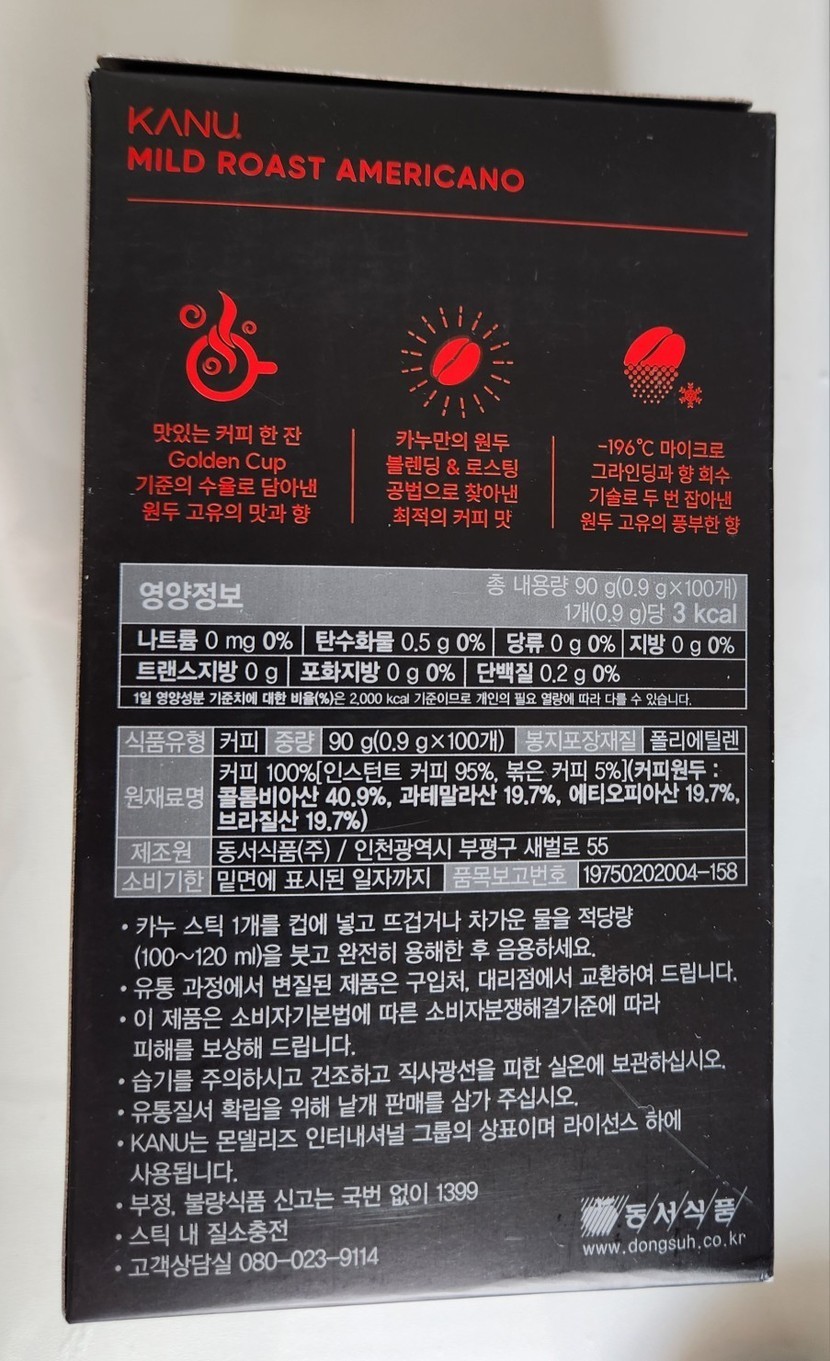 KANU
MILD ROAST AMERICANO
맛있는 커피 한 잔
Golden Cup
기준의 수율로 담아낸
원두 고유의 맛과 향
카누만의 원두
블렌딩 & 로스팅
공법으로 찾아낸
최적의 커피 맛
-196℃ 마이크로
그라인딩과 향 회수
기술로 두 번 잡아낸
원두 고유의 풍부한 향
영양정보
총 내용량 90 g(0.9 g×100개)
1개(0.9 g)당 3 kcal
나트륨 0 mg 0% 탄수화물 0.5 g 0% 당류 0 g 0% 지방 0 g 0%
트랜스지방 0 g 포화지방 0 g 0% 단백질 0.2 g 0%
1일 영양성분 기준치에 대한 비율(%)은 2,000 kcal 기준이므로 개인의 필요 열량에 따라 다를 수 있습니다.
식품유형 커피 중량 90 g(0.9 g×100개) 봉지포장재질 폴리에틸렌
원재료명 커피 100%[인스턴트 커피 95%, 볶은 커피 5%](커피원두 :
콜롬비아산 40.9%, 과테말라산 19.7%, 에티오피아산 19.7%,
브라질산 19.7%)
제조원 동서식품(주) / 인천광역시 부평구 새벌로 55
소비기한 밑면에 표시된 일자까지 품목보고번호 19750202004-158
• 카누 스틱 1개를 컵에 넣고 뜨겁거나 차가운 물을 적당량
(100~120 ml)을 붓고 완전히 용해한 후 음용하세요.
• 유통 과정에서 변질된 제품은 구입처, 대리점에서 교환하여 드립니다.
• 이 제품은 소비자기본법에 따른 소비자분쟁해결기준에 따라
피해를 보상해 드립니다.
• 습기를 주의하시고 건조하고 직사광선을 피한 실온에 보관하십시오.
• 유통질서 확립을 위해 낱개 판매를 삼가 주십시오.
• KANU는 몬델리즈 인터내셔널 그룹의 상표이며 라이선스 하에
사용됩니다.
• 부정, 불량식품 신고는 국번 없이 1399
• 스틱 내 질소충전
• 고객상담실 080-023-9114
동서식품
www.dongsuh.co.kr